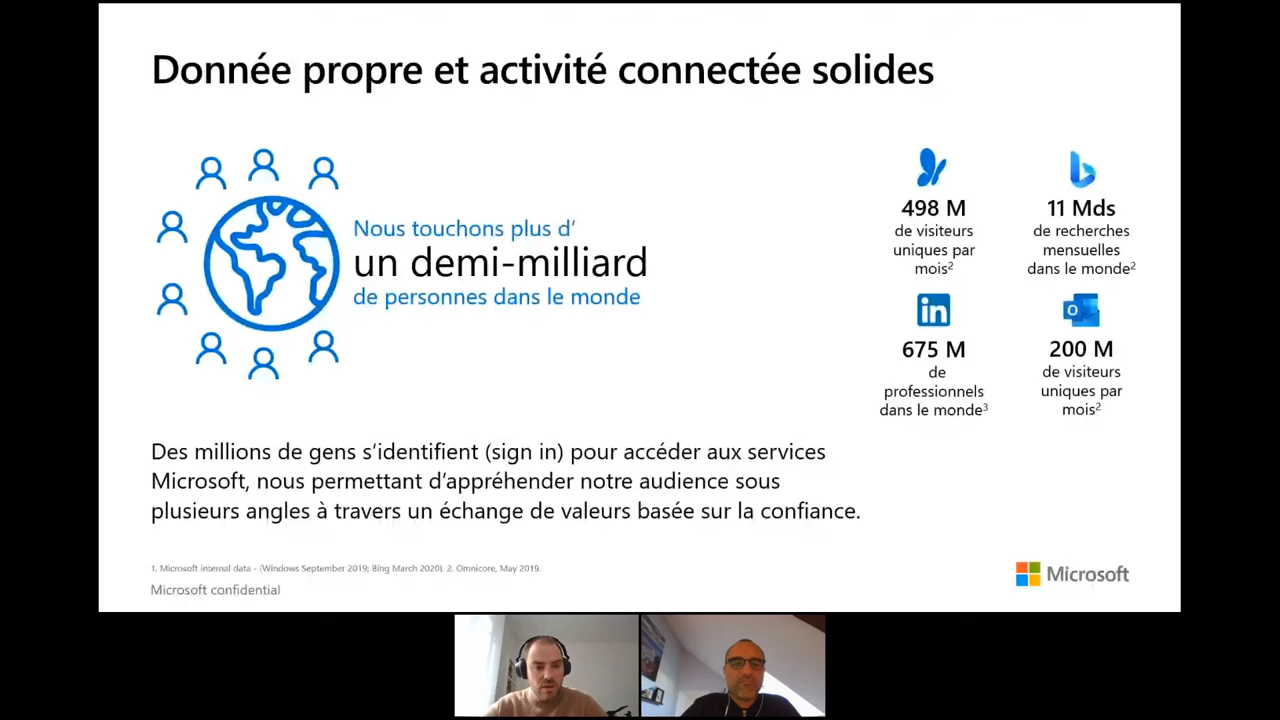 Donnée propre et activité connectée solides
Nous touchons plus d’
un demi-milliard
de personnes dans le monde
498 M
de visiteurs
uniques par
mois²
11 Mds
de recherches
mensuelles
dans le monde²
in
675 M
de
professionnels
dans le monde³
O
200 M
de visiteurs
uniques par
mois²
Des millions de gens s’identifient (sign in) pour accéder aux services
Microsoft, nous permettant d’appréhender notre audience sous
plusieurs angles à travers un échange de valeurs basée sur la confiance.
1. Microsoft internal data - (Windows September 2019; Bing March 2020). 2. Omnicore, May 2019.
Microsoft confidential
Microsoft